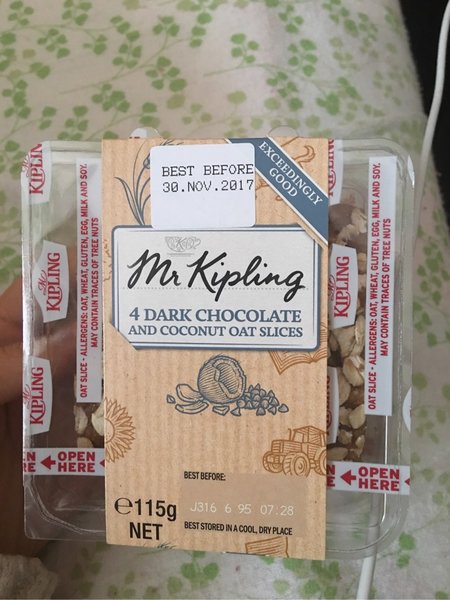 BEST BEFORE
30.NOV.2017
EXCEEDINGLY
GOOD
Mr Kipling
4 DARK CHOCOLATE
AND COCONUT OAT SLICES
BEST BEFORE:
J316 6 95 07:28
BEST STORED IN A COOL, DRY PLACE
℮115g
NET
KIPLING
Mr
KIPLING
KIPLING
OAT SLICE - ALLERGENS: OAT, WHEAT, GLUTEN, EGG, MILK AND SOY.
MAY CONTAIN TRACES OF TREE NUTS
OPEN
HERE
RE
Mr
KIPLING
OAT SLICE - ALLERGENS: OAT, WHEAT, GLUTEN, EGG, MILK AND SOY.
MAY CONTAIN TRACES OF TREE NUTS
OPEN
HERE